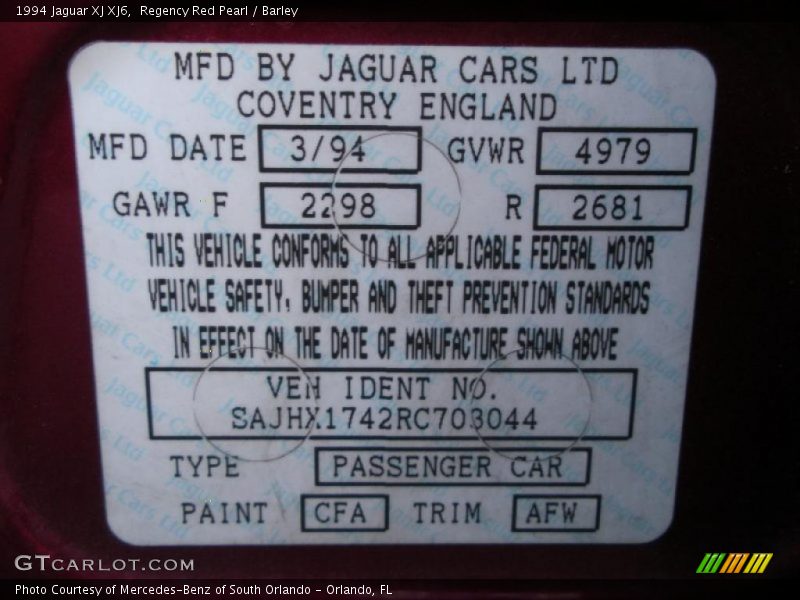 1994 Jaguar XJ XJ6, Regency Red Pearl / Barley
MFD BY JAGUAR CARS LTD
COVENTRY ENGLAND
MFD DATE 3/94 GVWR 4979
GAWR F 2298 R 2681
THIS VEHICLE CONFORMS TO ALL APPLICABLE FEDERAL MOTOR
VEHICLE SAFETY, BUMPER AND THEFT PREVENTION STANDARDS
IN EFFECT ON THE DATE OF MANUFACTURE SHOWN ABOVE
VEH IDENT NO.
SAJHX1742RC703044
TYPE PASSENGER CAR
PAINT CFA TRIM AFW
GTCARLOT.COM
Photo Courtesy of Mercedes-Benz of South Orlando - Orlando, FL